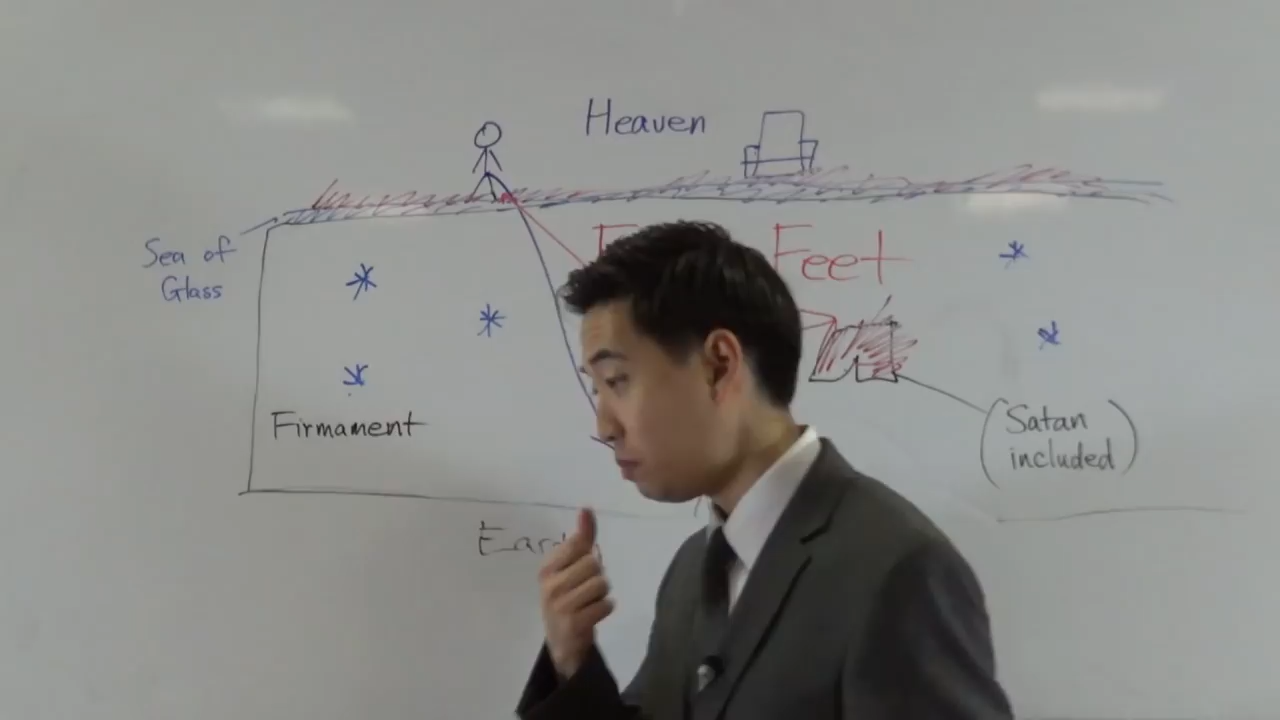 Heaven
Sea of
Glass
Feet
Firmament
(Satan
included)